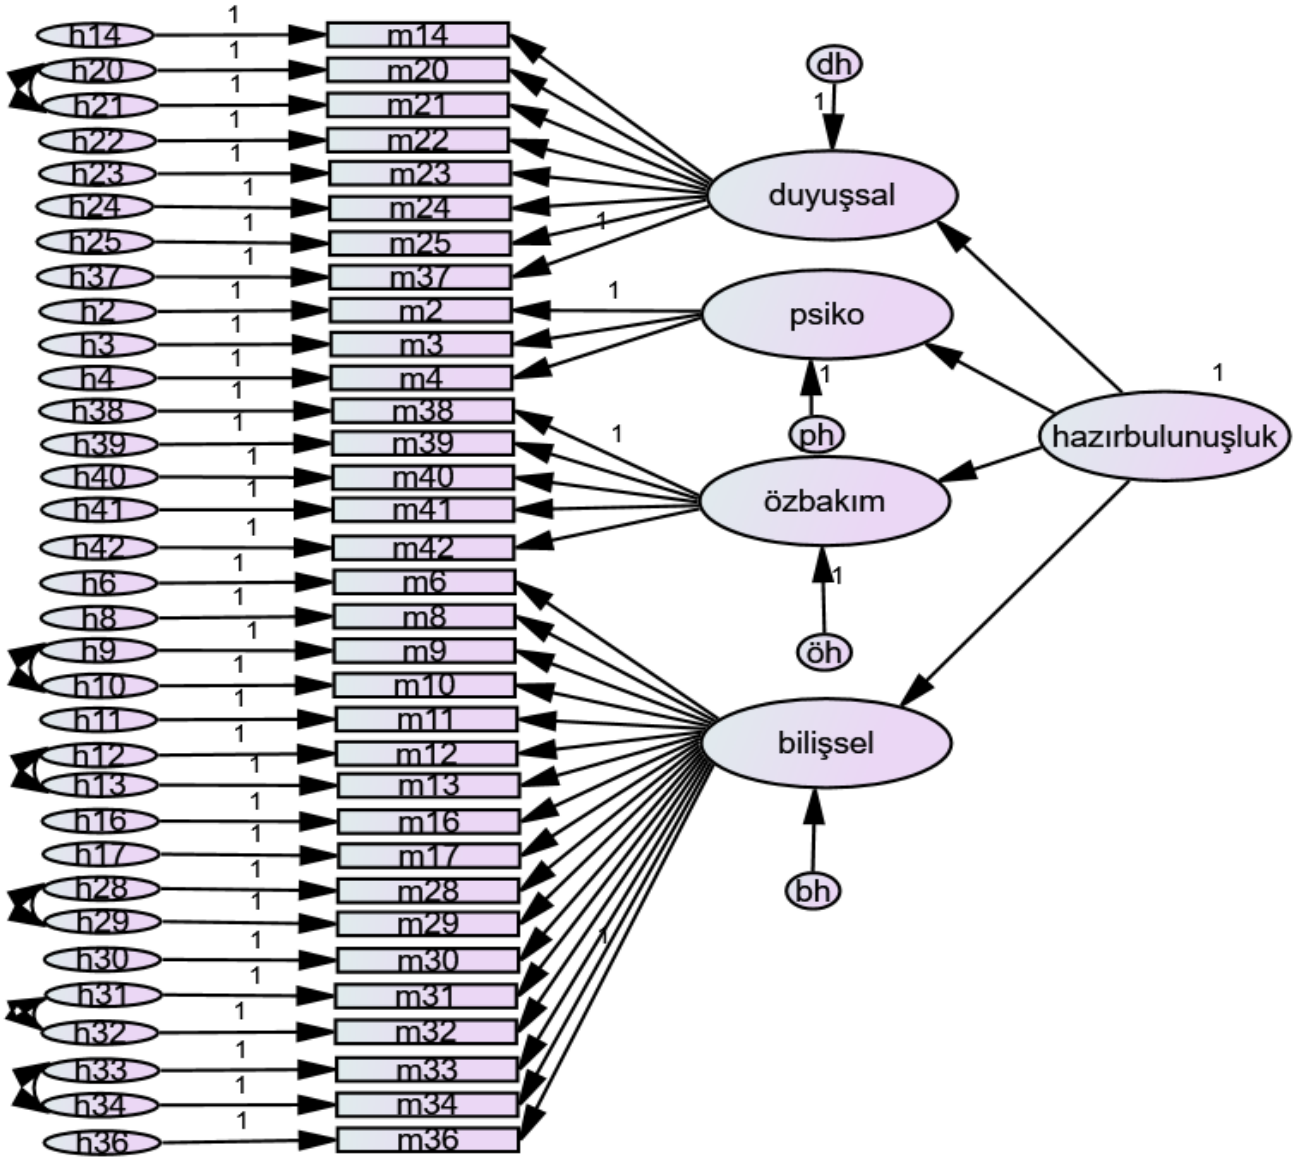 h14 1 m14
h20 1 m20
h21 1 m21
h22 1 m22
h23 1 m23
h24 1 m24
h25 1 m25
h37 1 m37
h2 1 m2
h3 1 m3
h4 1 m4
h38 1 m38
h39 1 m39
h40 1 m40
h41 1 m41
h42 1 m42
h6 1 m6
h8 1 m8
h9 1 m9
h10 1 m10
h11 1 m11
h12 1 m12
h13 1 m13
h16 1 m16
h17 1 m17
h28 1 m28
h29 1 m29
h30 1 m30
h31 1 m31
h32 1 m32
h33 1 m33
h34 1 m34
h36 1 m36
1
1
1
1
dh
1
duyuşsal
psiko
1
ph
özbakım
1
öh
bilişsel
bh
1
hazırbulunuşluk